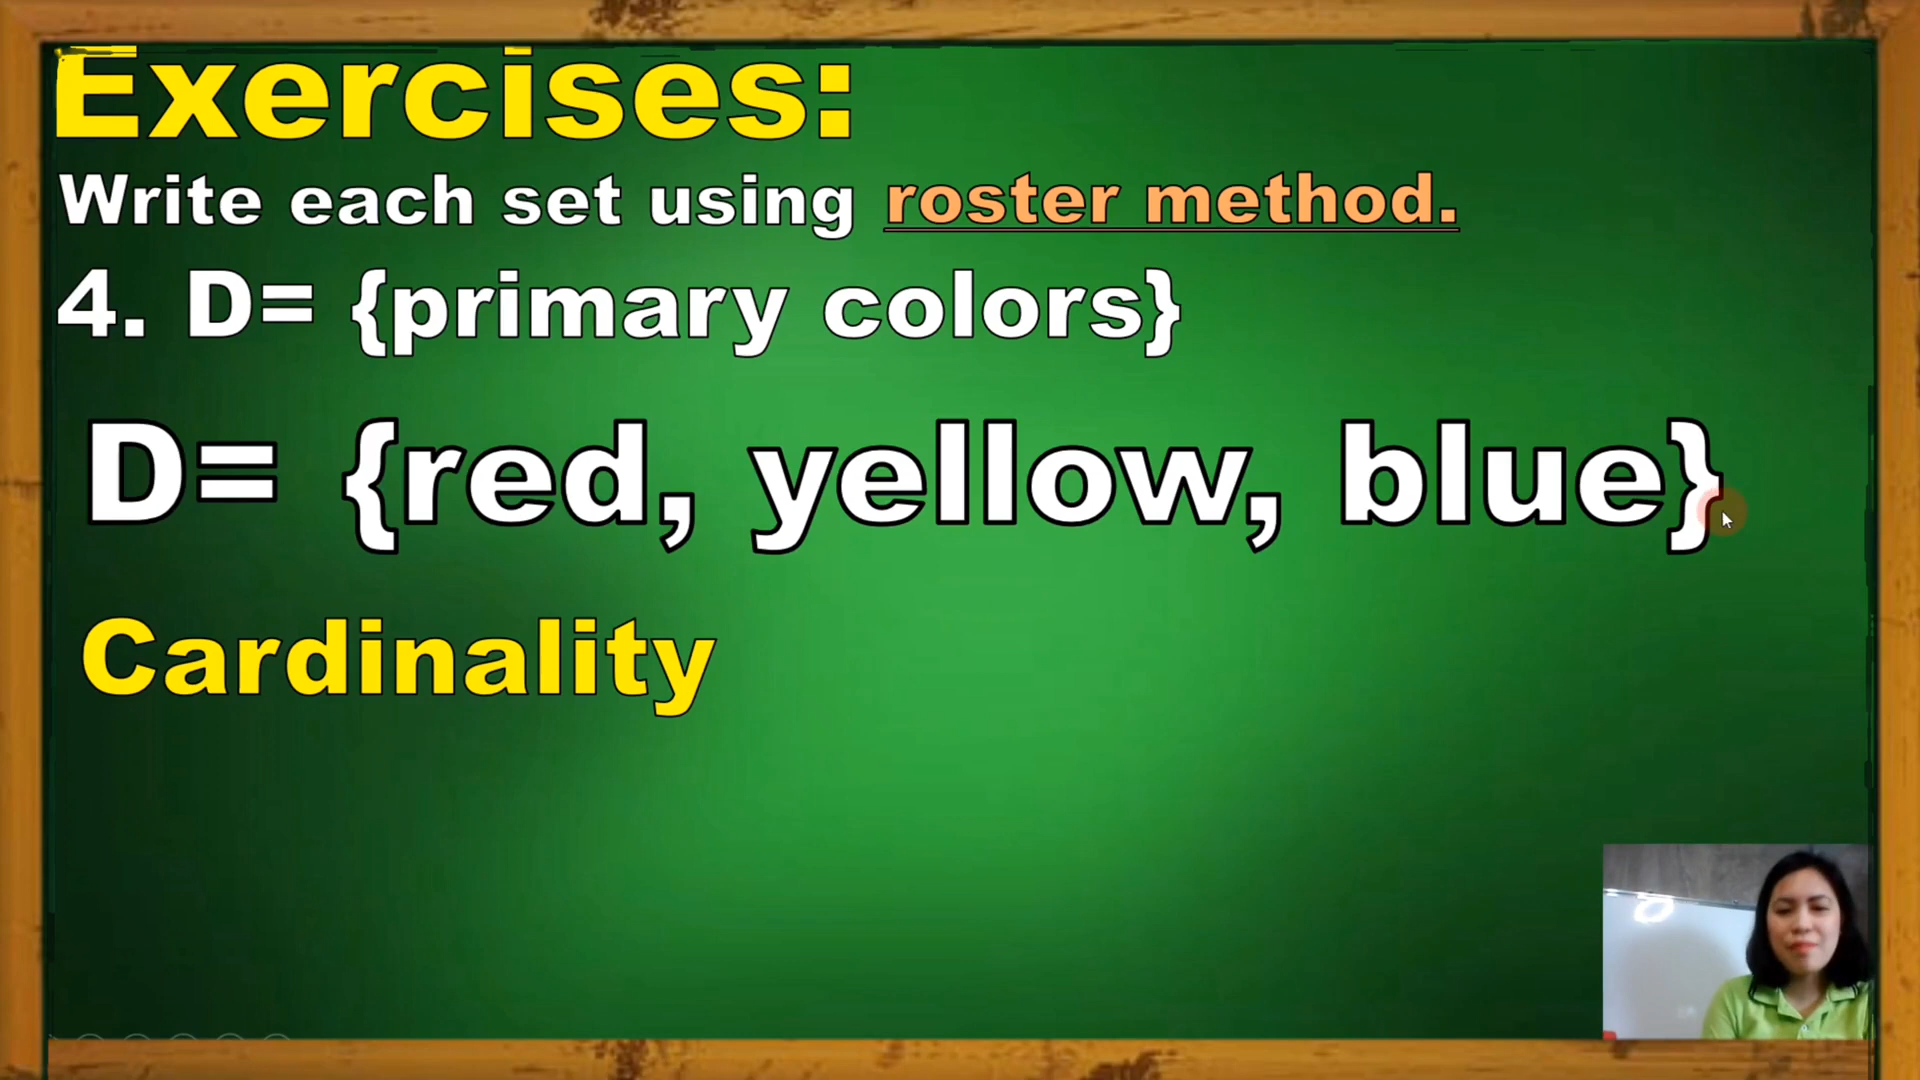 Exercises:
Write each set using roster method.
4. D= {primary colors}
D= {red, yellow, blue}
Cardinality